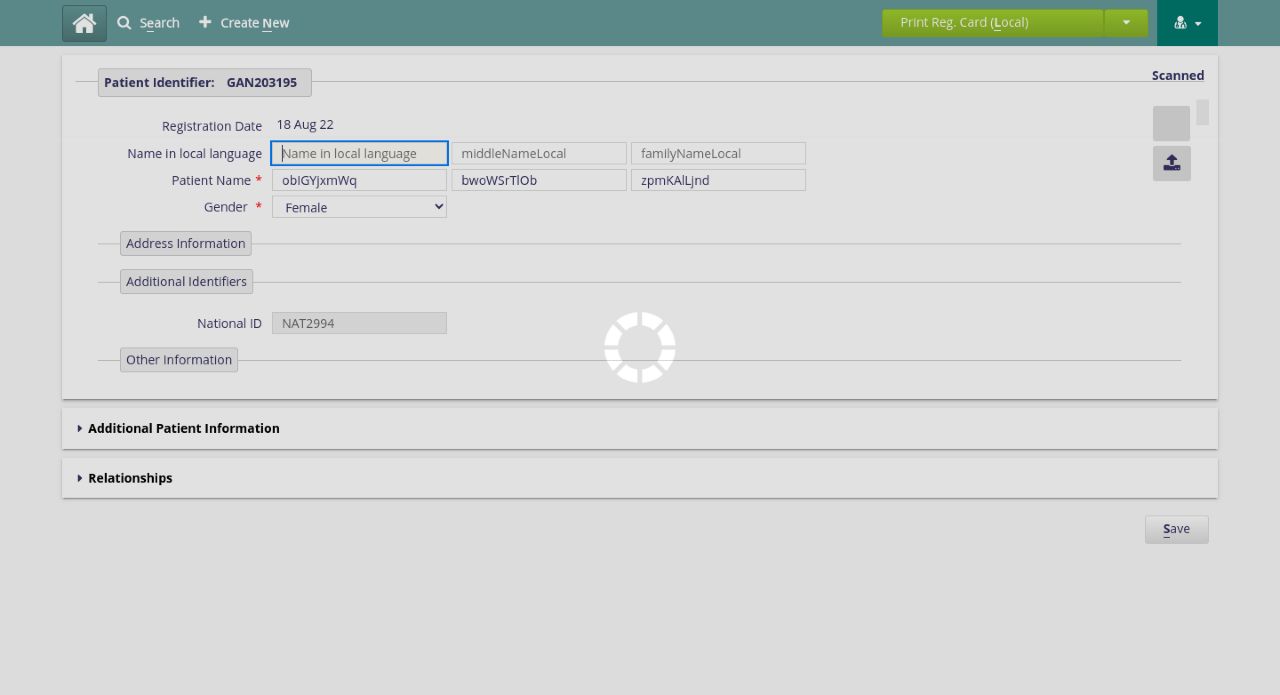 Search
Create New
Print Reg. Card (Local)
Patient Identifier: GAN203195
Scanned
Registration Date 18 Aug 22
Name in local language Name in local language middleNameLocal familyNameLocal
Patient Name * obIGYjxmWq bwoWSrTlOb zpmKAlLjnd
Gender * Female
Address Information
Additional Identifiers
National ID NAT2994
Other Information
Additional Patient Information
Relationships
Save